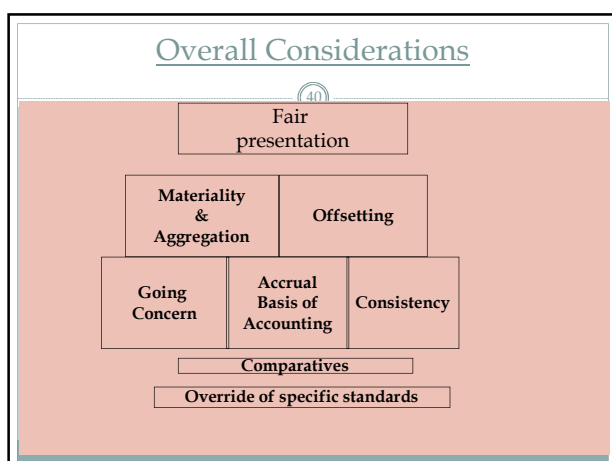 Overall Considerations
40
Fair
presentation
Materiality
&
Aggregation
Offsetting
Going
Concern
Accrual
Basis of
Accounting
Consistency
Comparatives
Override of specific standards